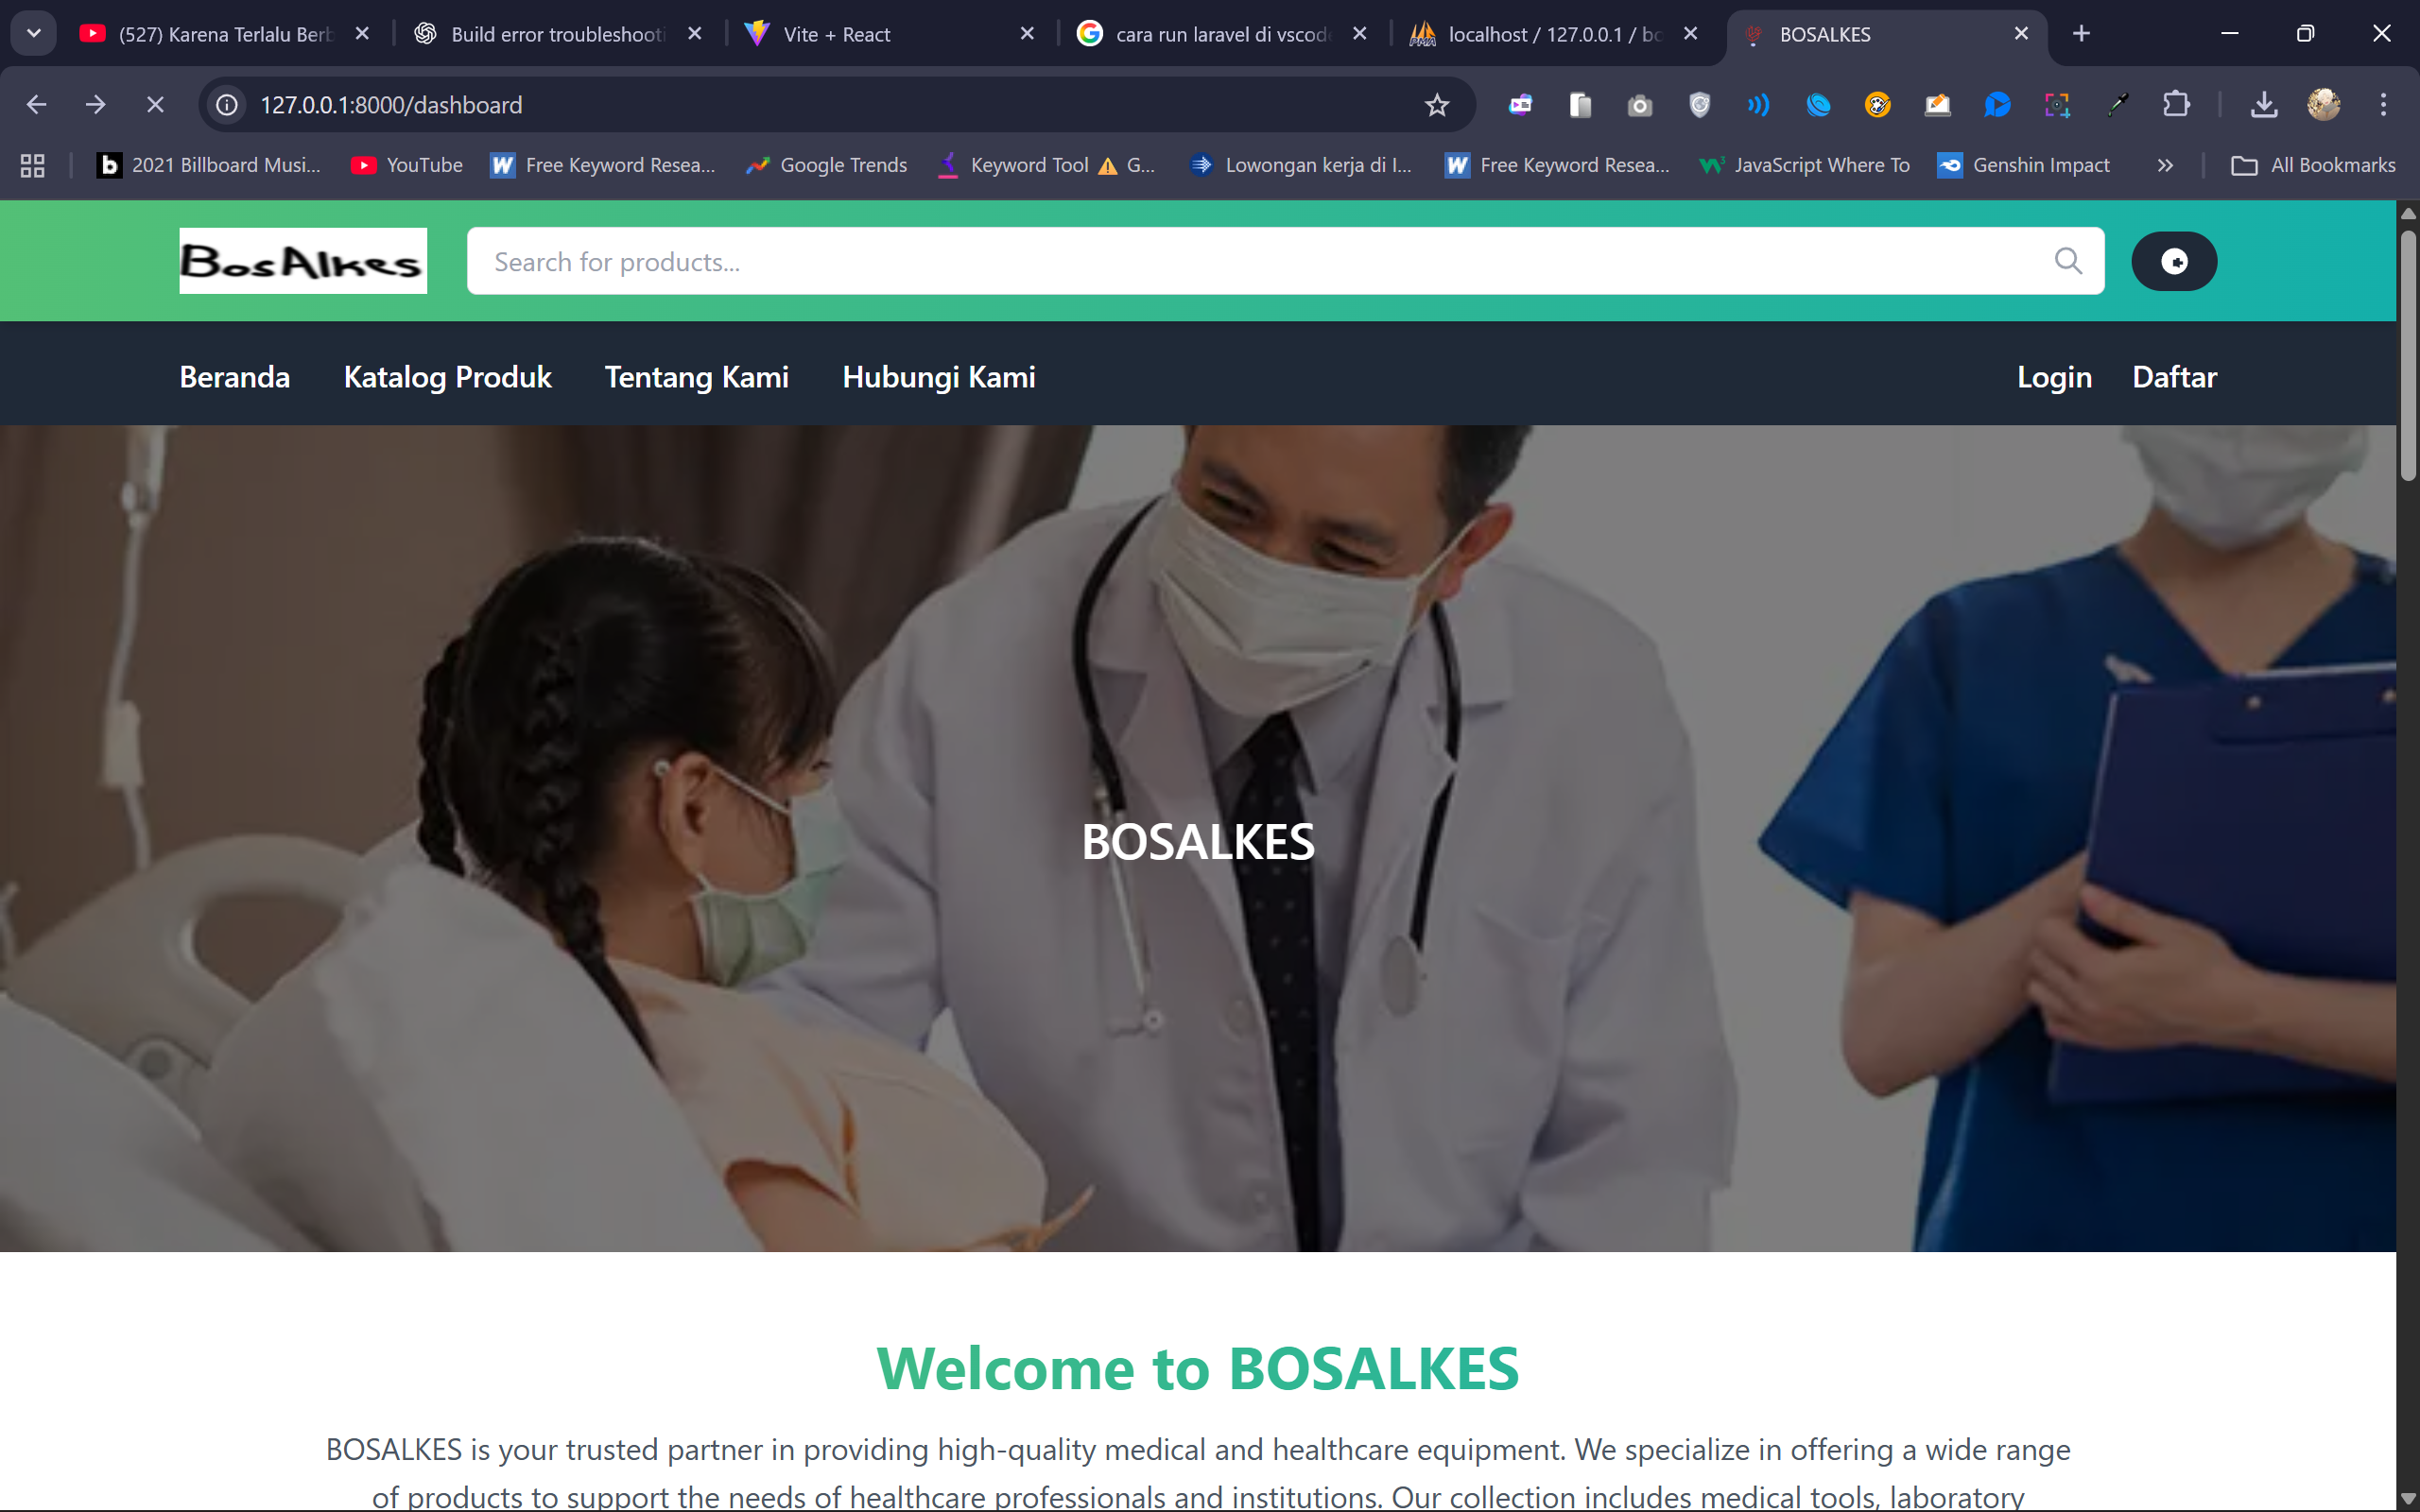 (527) Karena Terlalu Berb
Build error troubleshooti
Vite + React
cara run laravel di vscode
localhost / 127.0.0.1 / bo
BOSALKES
127.0.0.1:8000/dashboard
2021 Billboard Musi...
YouTube
Free Keyword Resea...
Google Trends
Keyword Tool ⚠ G...
Lowongan kerja di I...
Free Keyword Resea...
JavaScript Where To
Genshin Impact
All Bookmarks
BosAlkes
Search for products...
Beranda
Katalog Produk
Tentang Kami
Hubungi Kami
Login
Daftar
BOSALKES
Welcome to BOSALKES
BOSALKES is your trusted partner in providing high-quality medical and healthcare equipment. We specialize in offering a wide range
of products to support the needs of healthcare professionals and institutions. Our collection includes medical tools, laboratory